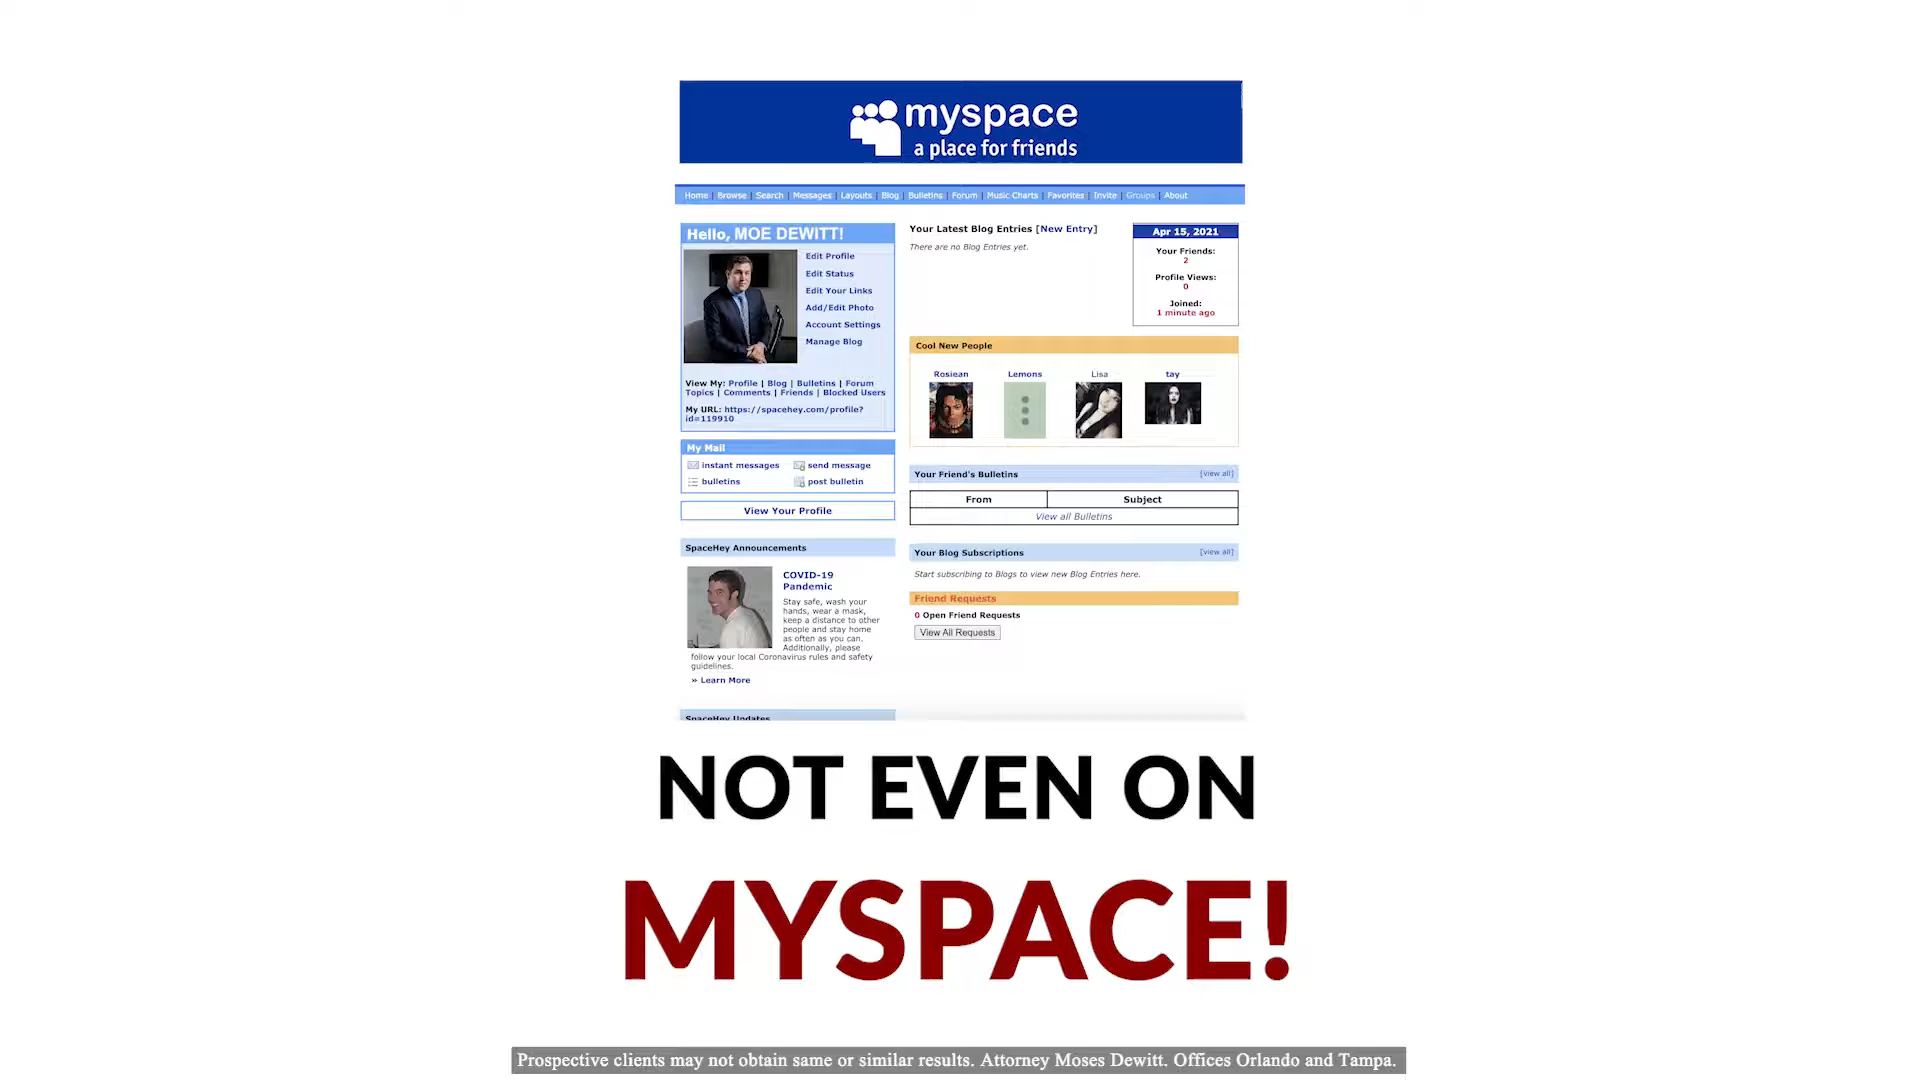 myspace
a place for friends
Home | Browse | Search | Messages | Layouts | Blog | Bulletins | Forum | Music Charts | Favorites | Invite | Groups | About
Hello, MOE DEWITT!
Edit Profile
Edit Status
Edit Your Links
Add/Edit Photo
Account Settings
Manage Blog
View My: Profile | Blog | Bulletins | Forum
Topics | Comments | Friends | Blocked Users
My URL: https://spacehey.com/profile?
id=119910
My Mail
instant messages
send message
bulletins
post bulletin
View Your Profile
SpaceHey Announcements
COVID-19
Pandemic
Stay safe, wash your
hands, wear a mask,
keep a distance to other
people and stay home
as often as you can.
Additionally, please
follow your local Coronavirus rules and safety
guidelines.
» Learn More
SpaceHey Updates
Your Latest Blog Entries [New Entry]
There are no Blog Entries yet.
Apr 15, 2021
Your Friends:
2
Profile Views:
0
Joined:
1 minute ago
Cool New People
Rosiean
Lemons
Lisa
tay
Your Friend's Bulletins
[view all]
From
Subject
View all Bulletins
Your Blog Subscriptions
[view all]
Start subscribing to Blogs to view new Blog Entries here.
Friend Requests
0 Open Friend Requests
View All Requests
NOT EVEN ON
MYSPACE!
Prospective clients may not obtain same or similar results. Attorney Moses Dewitt. Offices Orlando and Tampa.